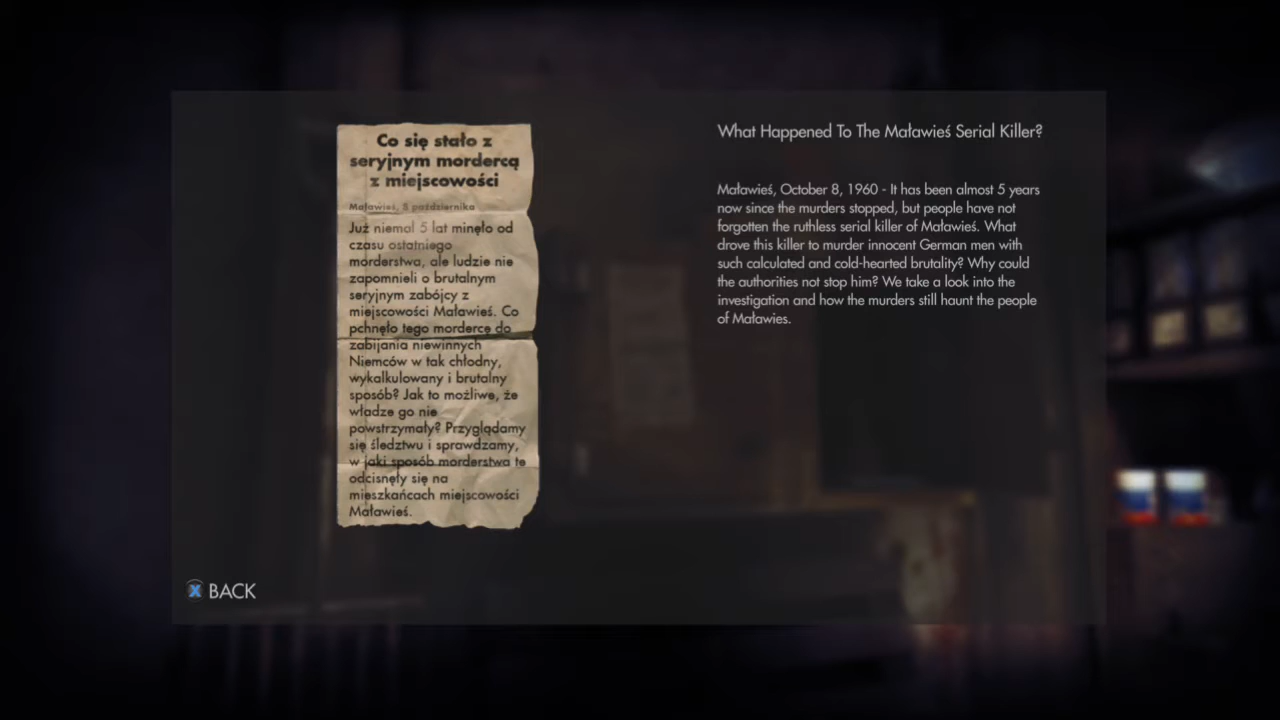 Co się stało z
seryjnym mordercą
z miejscowości
Maławieś, 8 października
Już niemal 5 lat minęło od
czasu ostatniego
morderstwa, ale ludzie nie
zapomnieli o brutalnym
seryjnym zabójcy z
miejscowości Maławieś. Co
pchnęło tego mordercę do
zabijania niewinnych
Niemców w tak chłodny,
wykalkulowany i brutalny
sposób? Jak to możliwe, że
władze go nie
powstrzymały? Przyglądamy
się śledztwu i sprawdzamy,
w jaki sposób morderstwa te
odcisnęły się na
mieszkańcach miejscowości
Maławieś.
What Happened To The Maławieś Serial Killer?
Maławieś, October 8, 1960 - It has been almost 5 years
now since the murders stopped, but people have not
forgotten the ruthless serial killer of Maławieś. What
drove this killer to murder innocent German men with
such calculated and cold-hearted brutality? Why could
the authorities not stop him? We take a look into the
investigation and how the murders still haunt the people
of Maławies.
X BACK